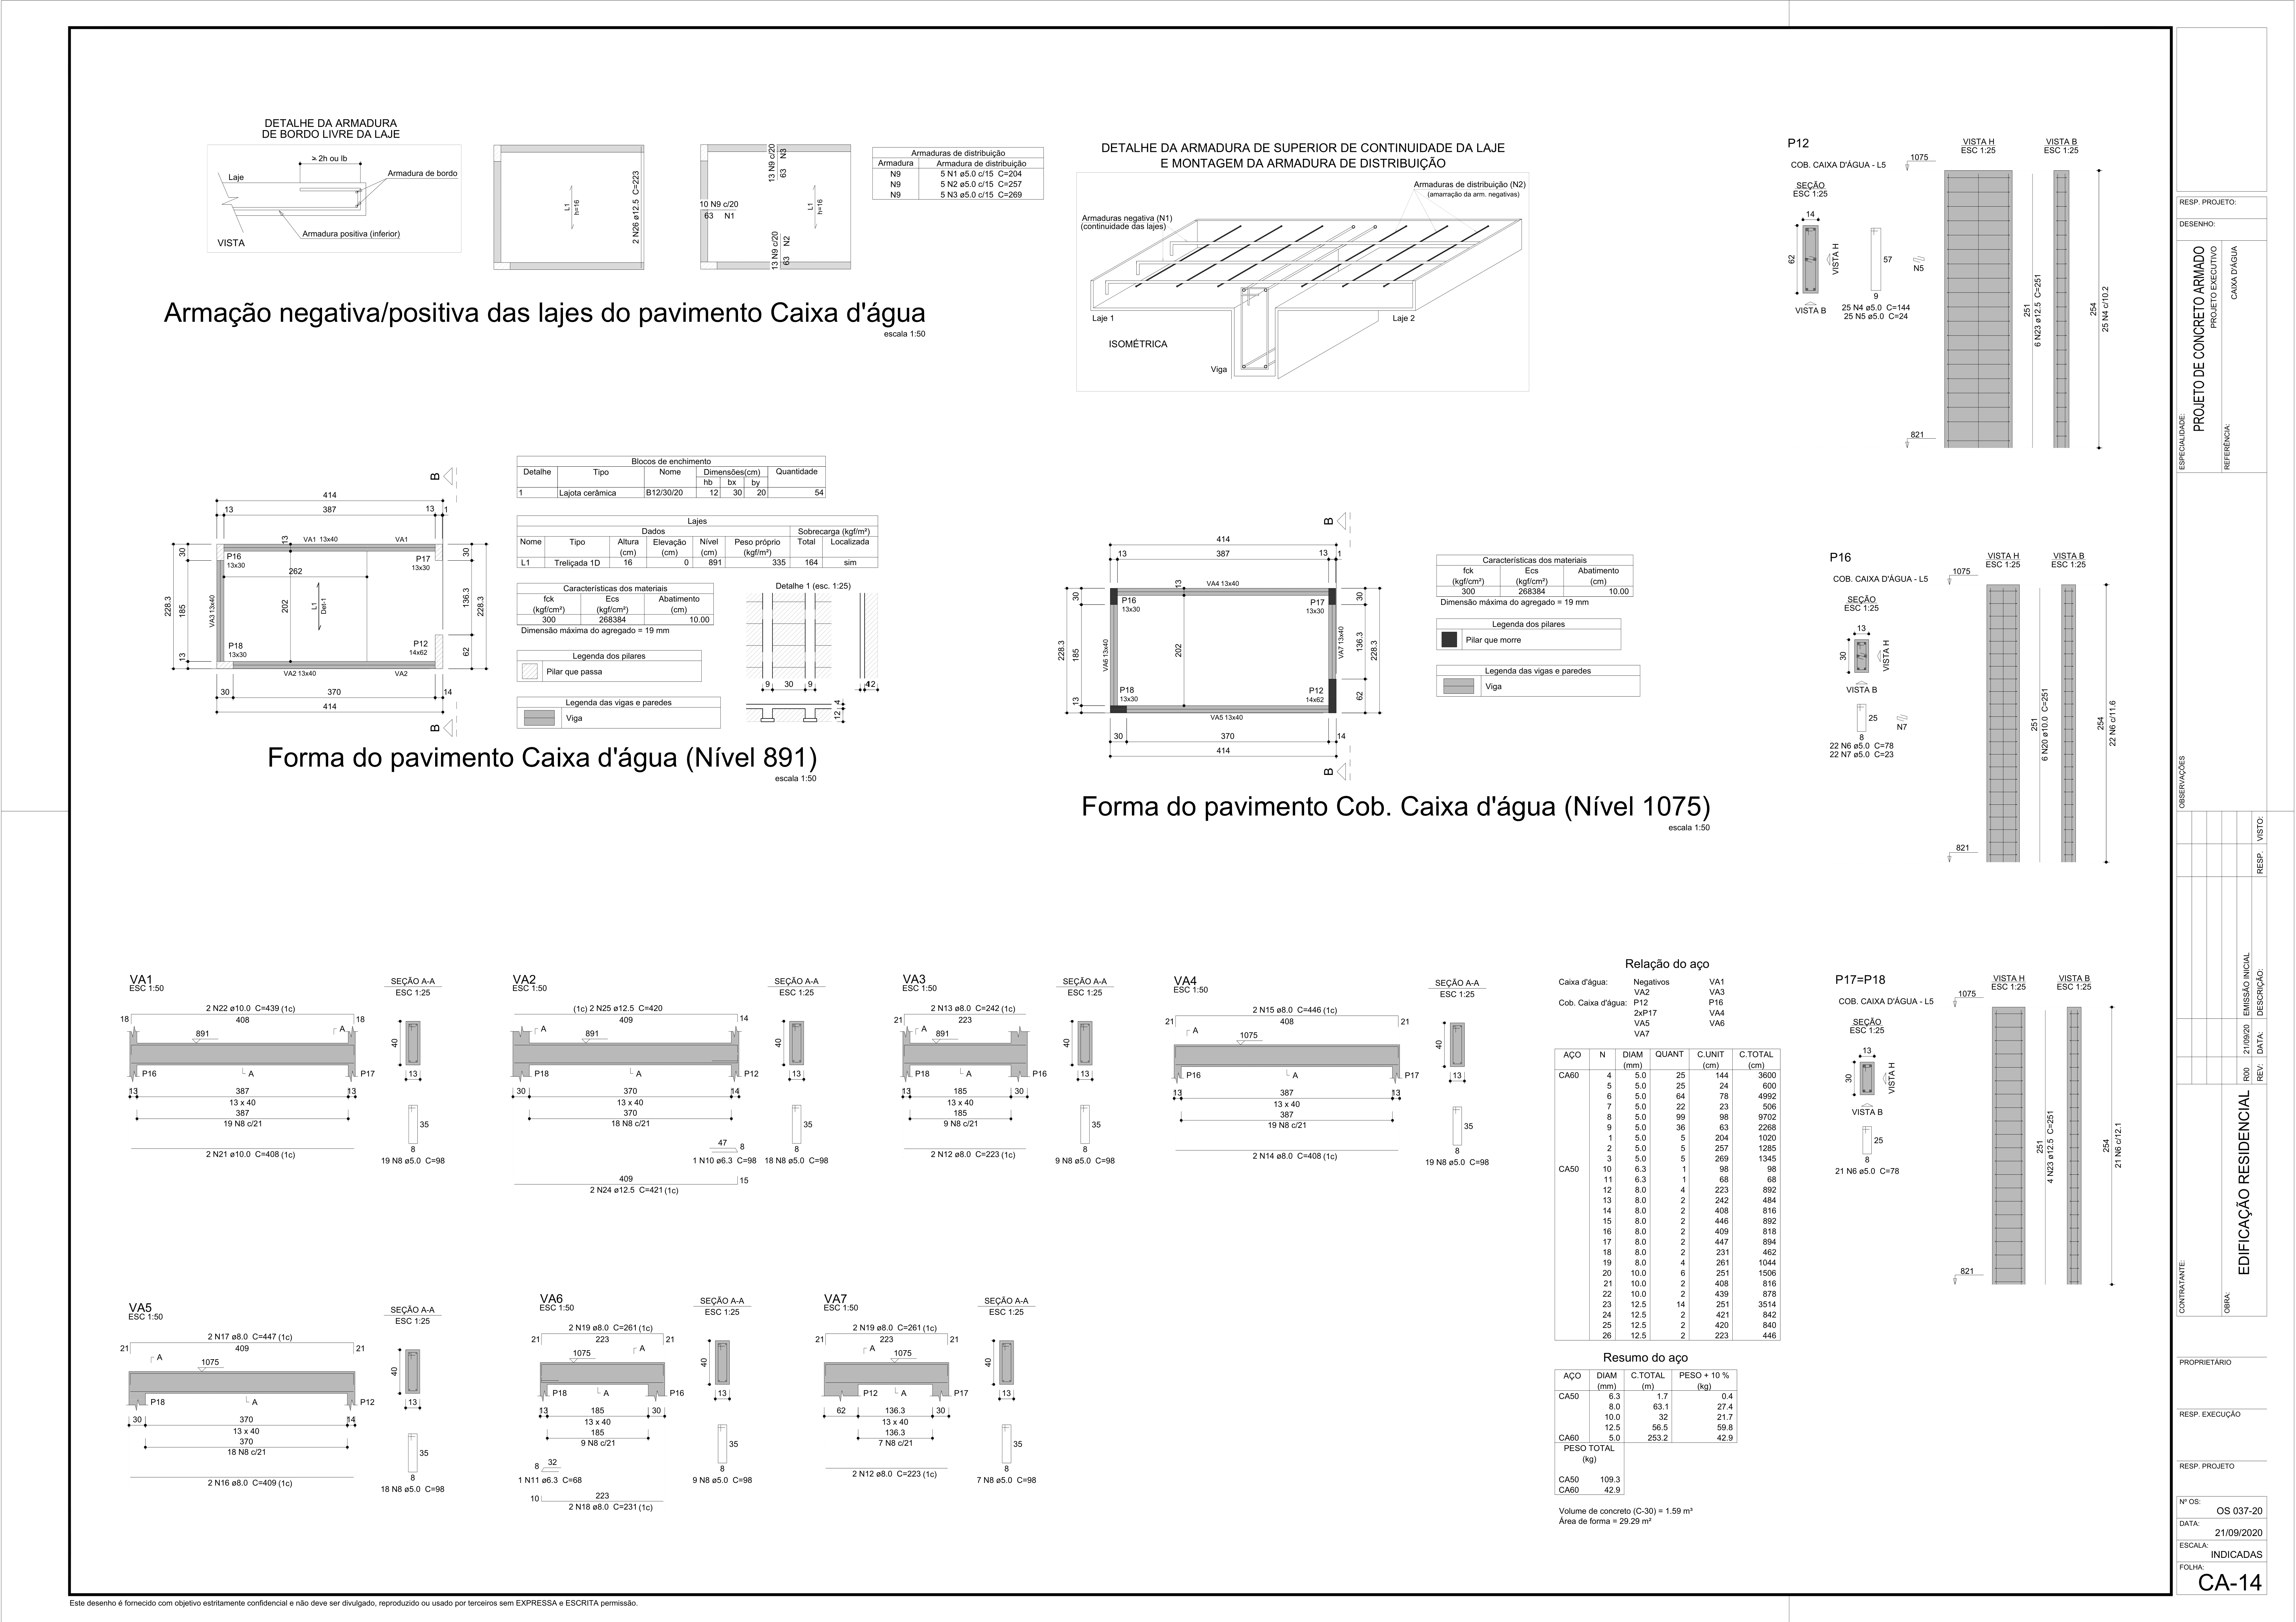 DETALHE DA ARMADURA
DE BORDO LIVRE DA LAJE
> 2h ou lb
Laje
Armadura de bordo
Armadura positiva (inferior)
VISTA
L1
h=16
2 N26 ø12.5 C=223
13 N9 c/20
63 N3
10 N9 c/20
63 N1
L1
h=16
13 N9 c/20
63 N2
Armaduras de distribuição
Armadura Armadura de distribuição
N9 5 N1 ø5.0 c/15 C=204
N9 5 N2 ø5.0 c/15 C=257
N9 5 N3 ø5.0 c/15 C=269
Armação negativa/positiva das lajes do pavimento Caixa d'água
escala 1:50
DETALHE DA ARMADURA DE SUPERIOR DE CONTINUIDADE DA LAJE
E MONTAGEM DA ARMADURA DE DISTRIBUIÇÃO
Armaduras de distribuição (N2)
(amarração da arm. negativas)
Armaduras negativa (N1)
(continuidade das lajes)
Laje 1
Laje 2
ISOMÉTRICA
Viga
P12
COB. CAIXA D'ÁGUA - L5
SEÇÃO
ESC 1:25
14
62
VISTA H
VISTA B
57
9
N5
25 N4 ø5.0 C=144
25 N5 ø5.0 C=24
1075
821
VISTA H
ESC 1:25
VISTA B
ESC 1:25
251
6 N23 ø12.5 C=251
254
25 N4 c/10.2
B
414
13 387 13 1
30
185
13
228.3
13
VA1 13x40
VA1
P16
13x30
P17
13x30
262
VA3 13x40
202
L1
Det-1
P18
13x30
P12
14x62
VA2 13x40
VA2
30
136.3
62
228.3
30 370 14
414
B
Forma do pavimento Caixa d'água (Nível 891)
escala 1:50
Blocos de enchimento
Detalhe Tipo Nome Dimensões(cm) Quantidade
hb bx by
1 Lajota cerâmica B12/30/20 12 30 20 54
Lajes
Dados Sobrecarga (kgf/m²)
Nome Tipo Altura Elevação Nível Peso próprio Total Localizada
(cm) (cm) (cm) (kgf/m²)
L1 Treliçada 1D 16 0 891 335 164 sim
Características dos materiais
fck Ecs Abatimento
(kgf/cm²) (kgf/cm²) (cm)
300 268384 10.00
Dimensão máxima do agregado = 19 mm
Legenda dos pilares
Pilar que passa
Legenda das vigas e paredes
Viga
Detalhe 1 (esc. 1:25)
9 30 9
4 12
12 4
B
414
13 387 13 1
30
185
13
228.3
13
VA4 13x40
P16
13x30
P17
13x30
VA6 13x40
202
VA7 13x40
P18
13x30
P12
14x62
VA5 13x40
30
136.3
62
228.3
30 370 14
414
B
Forma do pavimento Cob. Caixa d'água (Nível 1075)
escala 1:50
Características dos materiais
fck Ecs Abatimento
(kgf/cm²) (kgf/cm²) (cm)
300 268384 10.00
Dimensão máxima do agregado = 19 mm
Legenda dos pilares
Pilar que morre
Legenda das vigas e paredes
Viga
P16
COB. CAIXA D'ÁGUA - L5
SEÇÃO
ESC 1:25
13
30
VISTA H
VISTA B
25
8
N7
22 N6 ø5.0 C=78
22 N7 ø5.0 C=23
1075
821
VISTA H
ESC 1:25
VISTA B
ESC 1:25
251
6 N20 ø10.0 C=251
254
22 N6 c/11.6
VA1
ESC 1:50
2 N22 ø10.0 C=439 (1c)
18 408 18
891
A
P16 A P17
13 387 13
13 x 40
387
19 N8 c/21
2 N21 ø10.0 C=408 (1c)
SEÇÃO A-A
ESC 1:25
40
13
35
8
19 N8 ø5.0 C=98
VA2
ESC 1:50
(1c) 2 N25 ø12.5 C=420
409 14
A
891
P18 A P12
30 370 14
13 x 40
370
18 N8 c/21
47 8
1 N10 ø6.3 C=98
409 15
2 N24 ø12.5 C=421 (1c)
SEÇÃO A-A
ESC 1:25
40
13
35
8
18 N8 ø5.0 C=98
VA3
ESC 1:50
2 N13 ø8.0 C=242 (1c)
21 223
A
891
P18 A P16
13 185 30
13 x 40
185
9 N8 c/21
2 N12 ø8.0 C=223 (1c)
SEÇÃO A-A
ESC 1:25
40
13
35
8
9 N8 ø5.0 C=98
VA4
ESC 1:50
2 N15 ø8.0 C=446 (1c)
21 408 21
A
1075
P16 A P17
13 387 13
13 x 40
387
19 N8 c/21
2 N14 ø8.0 C=408 (1c)
SEÇÃO A-A
ESC 1:25
40
13
35
8
19 N8 ø5.0 C=98
VA5
ESC 1:50
2 N17 ø8.0 C=447 (1c)
21 409 21
A
1075
P18 A P12
30 370 14
13 x 40
370
18 N8 c/21
2 N16 ø8.0 C=409 (1c)
SEÇÃO A-A
ESC 1:25
40
13
35
8
18 N8 ø5.0 C=98
VA6
ESC 1:50
2 N19 ø8.0 C=261 (1c)
21 223 21
1075
A
P18 A P16
13 185 30
13 x 40
185
9 N8 c/21
8 32
1 N11 ø6.3 C=68
10 223
2 N18 ø8.0 C=231 (1c)
SEÇÃO A-A
ESC 1:25
40
13
35
8
9 N8 ø5.0 C=98
VA7
ESC 1:50
2 N19 ø8.0 C=261 (1c)
21 223 21
A
1075
P12 A P17
62 136.3 30
13 x 40
136.3
7 N8 c/21
2 N12 ø8.0 C=223 (1c)
SEÇÃO A-A
ESC 1:25
40
13
35
8
7 N8 ø5.0 C=98
Relação do aço
Caixa d'água: Negativos VA1
VA2 VA3
Cob. Caixa d'água: P12 P16
2xP17 VA4
VA5 VA6
VA7
AÇO N DIAM QUANT C.UNIT C.TOTAL
(mm) (cm) (cm)
CA60 4 5.0 25 144 3600
5 5.0 25 24 600
6 5.0 64 78 4992
7 5.0 22 23 506
8 5.0 99 98 9702
9 5.0 36 63 2268
1 5.0 5 204 1020
2 5.0 5 257 1285
3 5.0 5 269 1345
CA50 10 6.3 1 98 98
11 6.3 1 68 68
12 8.0 4 223 892
13 8.0 2 242 484
14 8.0 2 408 816
15 8.0 2 446 892
16 8.0 2 409 818
17 8.0 2 447 894
18 8.0 2 231 462
19 8.0 4 261 1044
20 10.0 6 251 1506
21 10.0 2 408 816
22 10.0 2 439 878
23 12.5 14 251 3514
24 12.5 2 421 842
25 12.5 2 420 840
26 12.5 2 223 446
Resumo do aço
AÇO DIAM C.TOTAL PESO + 10 %
(mm) (m) (kg)
CA50 6.3 1.7 0.4
8.0 63.1 27.4
10.0 32 21.7
12.5 56.5 59.8
CA60 5.0 253.2 42.9
PESO TOTAL
(kg)
CA50 109.3
CA60 42.9
Volume de concreto (C-30) = 1.59 m³
Área de forma = 29.29 m²
P17=P18
COB. CAIXA D'ÁGUA - L5
SEÇÃO
ESC 1:25
13
30
VISTA H
VISTA B
25
8
21 N6 ø5.0 C=78
1075
821
VISTA H
ESC 1:25
VISTA B
ESC 1:25
251
4 N23 ø12.5 C=251
254
21 N6 c/12.1
RESP. PROJETO:
DESENHO:
ESPECIALIDADE:
PROJETO DE CONCRETO ARMADO
PROJETO EXECUTIVO
REFERÊNCIA:
CAIXA D'ÁGUA
OBSERVAÇÕES
R00 21/09/20 EMISSÃO INICIAL
REV: DATA: DESCRIÇÃO: RESP. VISTO:
CONTRATANTE:
OBRA:
EDIFICAÇÃO RESIDENCIAL
PROPRIETÁRIO
RESP. EXECUÇÃO
RESP. PROJETO
Nº OS:
OS 037-20
DATA:
21/09/2020
ESCALA:
INDICADAS
FOLHA:
CA-14
Este desenho é fornecido com objetivo estritamente confidencial e não deve ser divulgado, reproduzido ou usado por terceiros sem EXPRESSA e ESCRITA permissão.